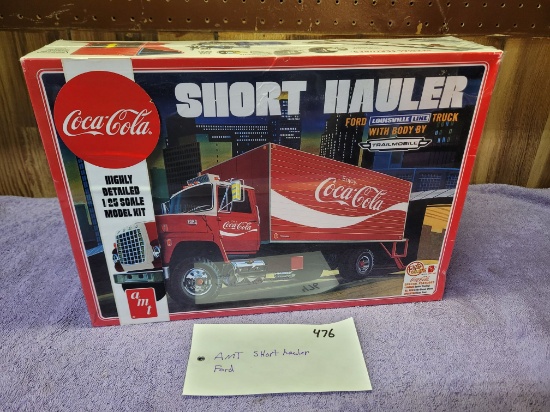 SHORT HAULER
FORD LOUISVILLE LINE TRUCK
WITH BODY BY
TRAILMOBILE
Coca-Cola
HIGHLY
DETAILED
1:25 SCALE
MODEL KIT
amt
Enjoy
Coca-Cola
Coca-Cola
476
AMT Short hauler
Ford